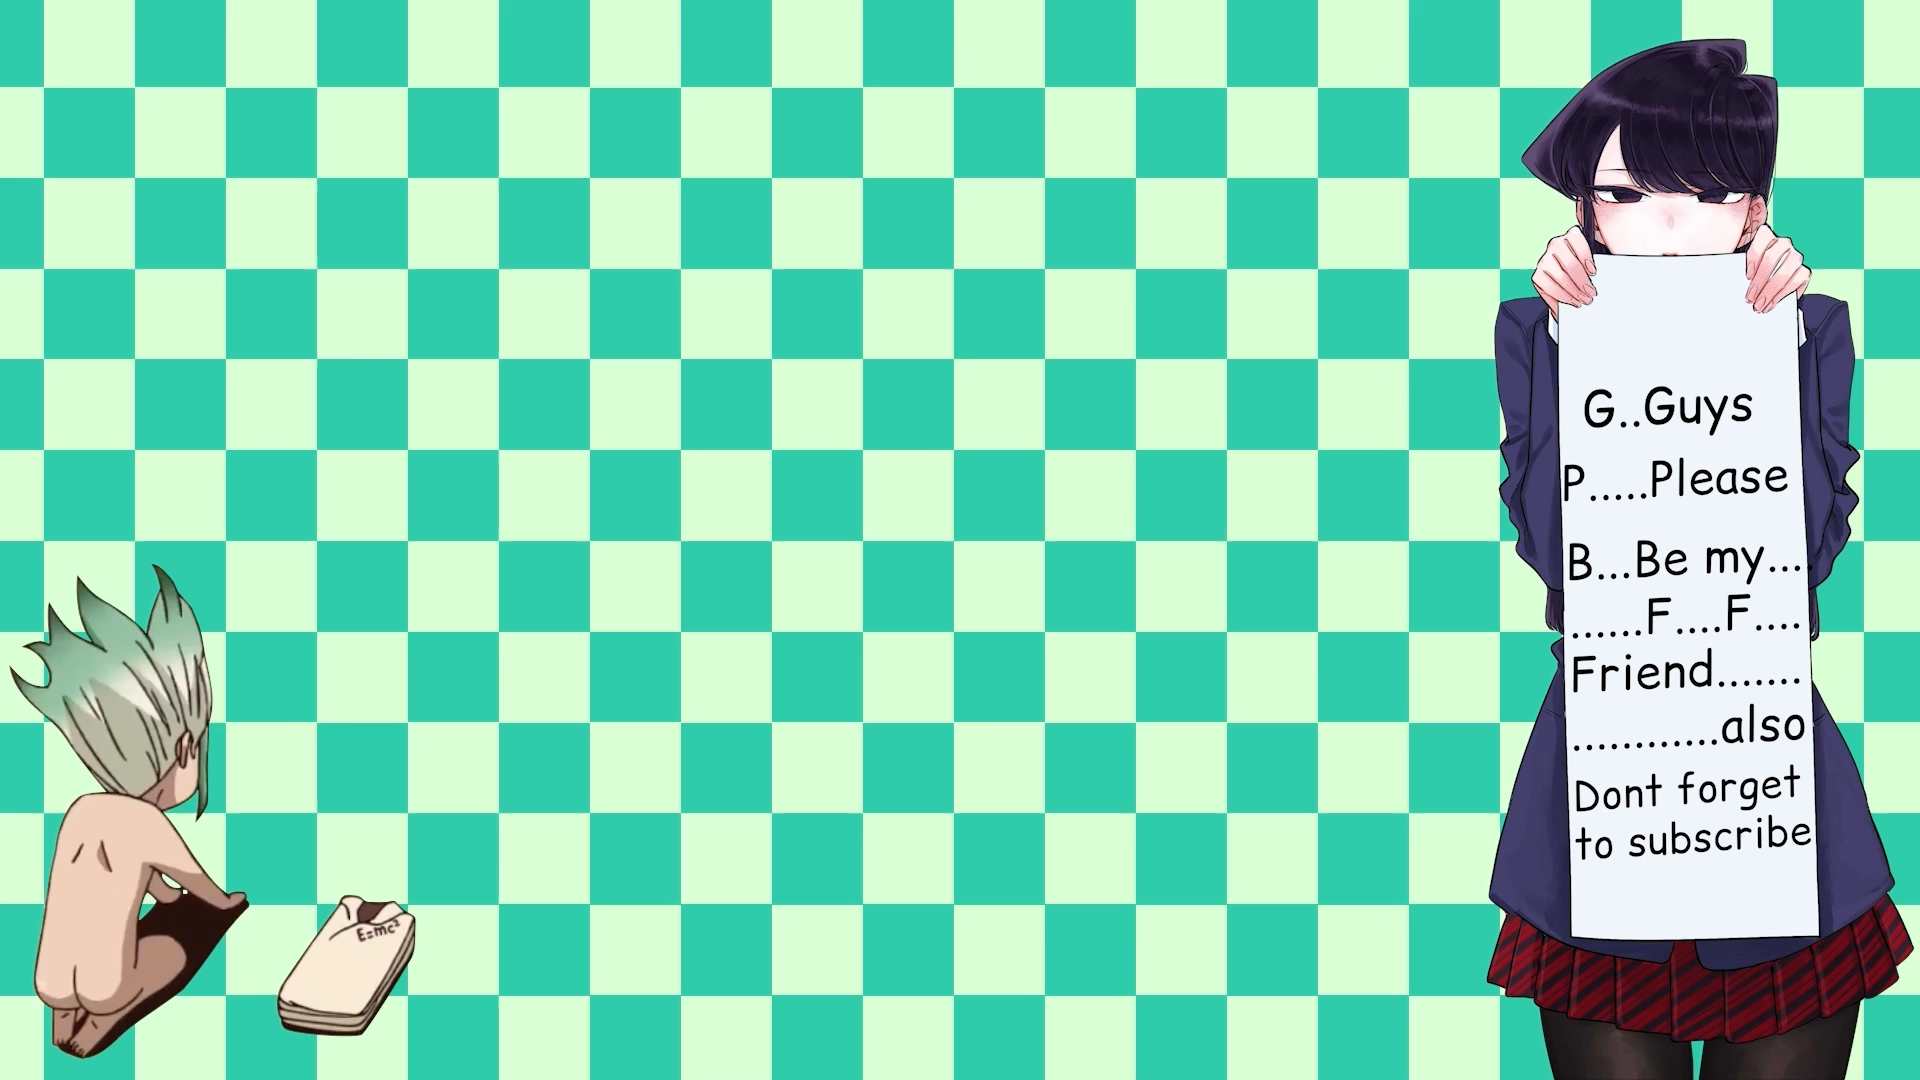 G..Guys
P.....Please
B...Be my....
......F....F....
Friend.......
............also
Dont forget
to subscribe
E=mc²